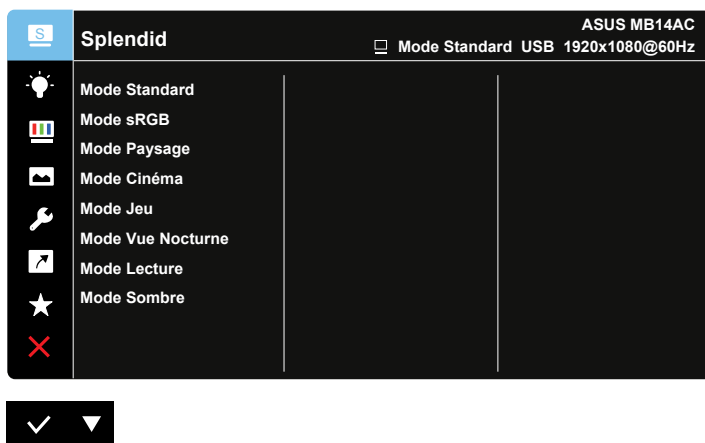 S
Splendid
ASUS MB14AC
Mode Standard USB 1920x1080@60Hz
Mode Standard
Mode sRGB
Mode Paysage
Mode Cinéma
Mode Jeu
Mode Vue Nocturne
Mode Lecture
Mode Sombre